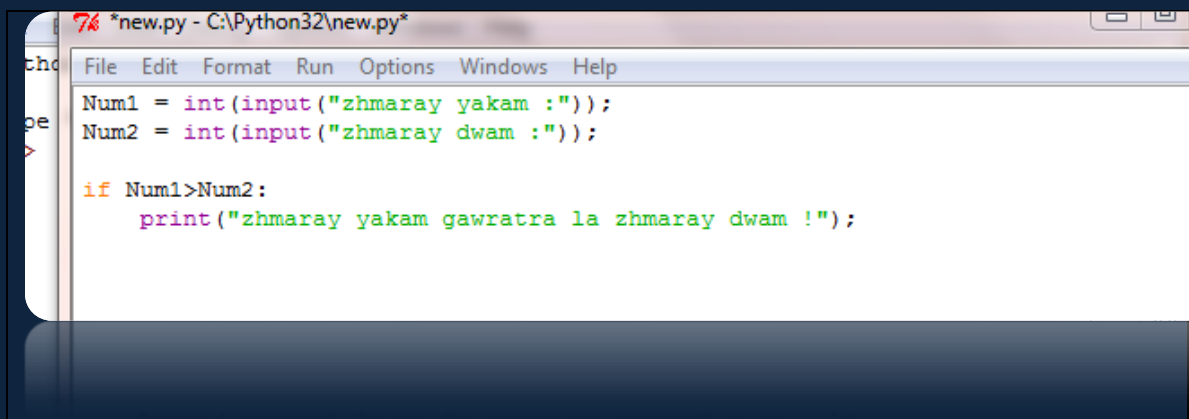 *new.py - C:\Python32\new.py*
File Edit Format Run Options Windows Help
Num1 = int(input("zhmaray yakam :"));
Num2 = int(input("zhmaray dwam :"));
if Num1>Num2:
    print("zhmaray yakam gawratra la zhmaray dwam !");